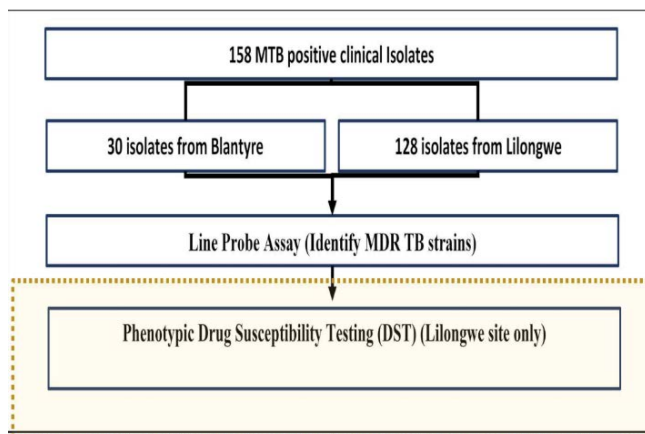 158 MTB positive clinical Isolates
30 isolates from Blantyre
128 isolates from Lilongwe
Line Probe Assay (Identify MDR TB strains)
Phenotypic Drug Susceptibility Testing (DST) (Lilongwe site only)